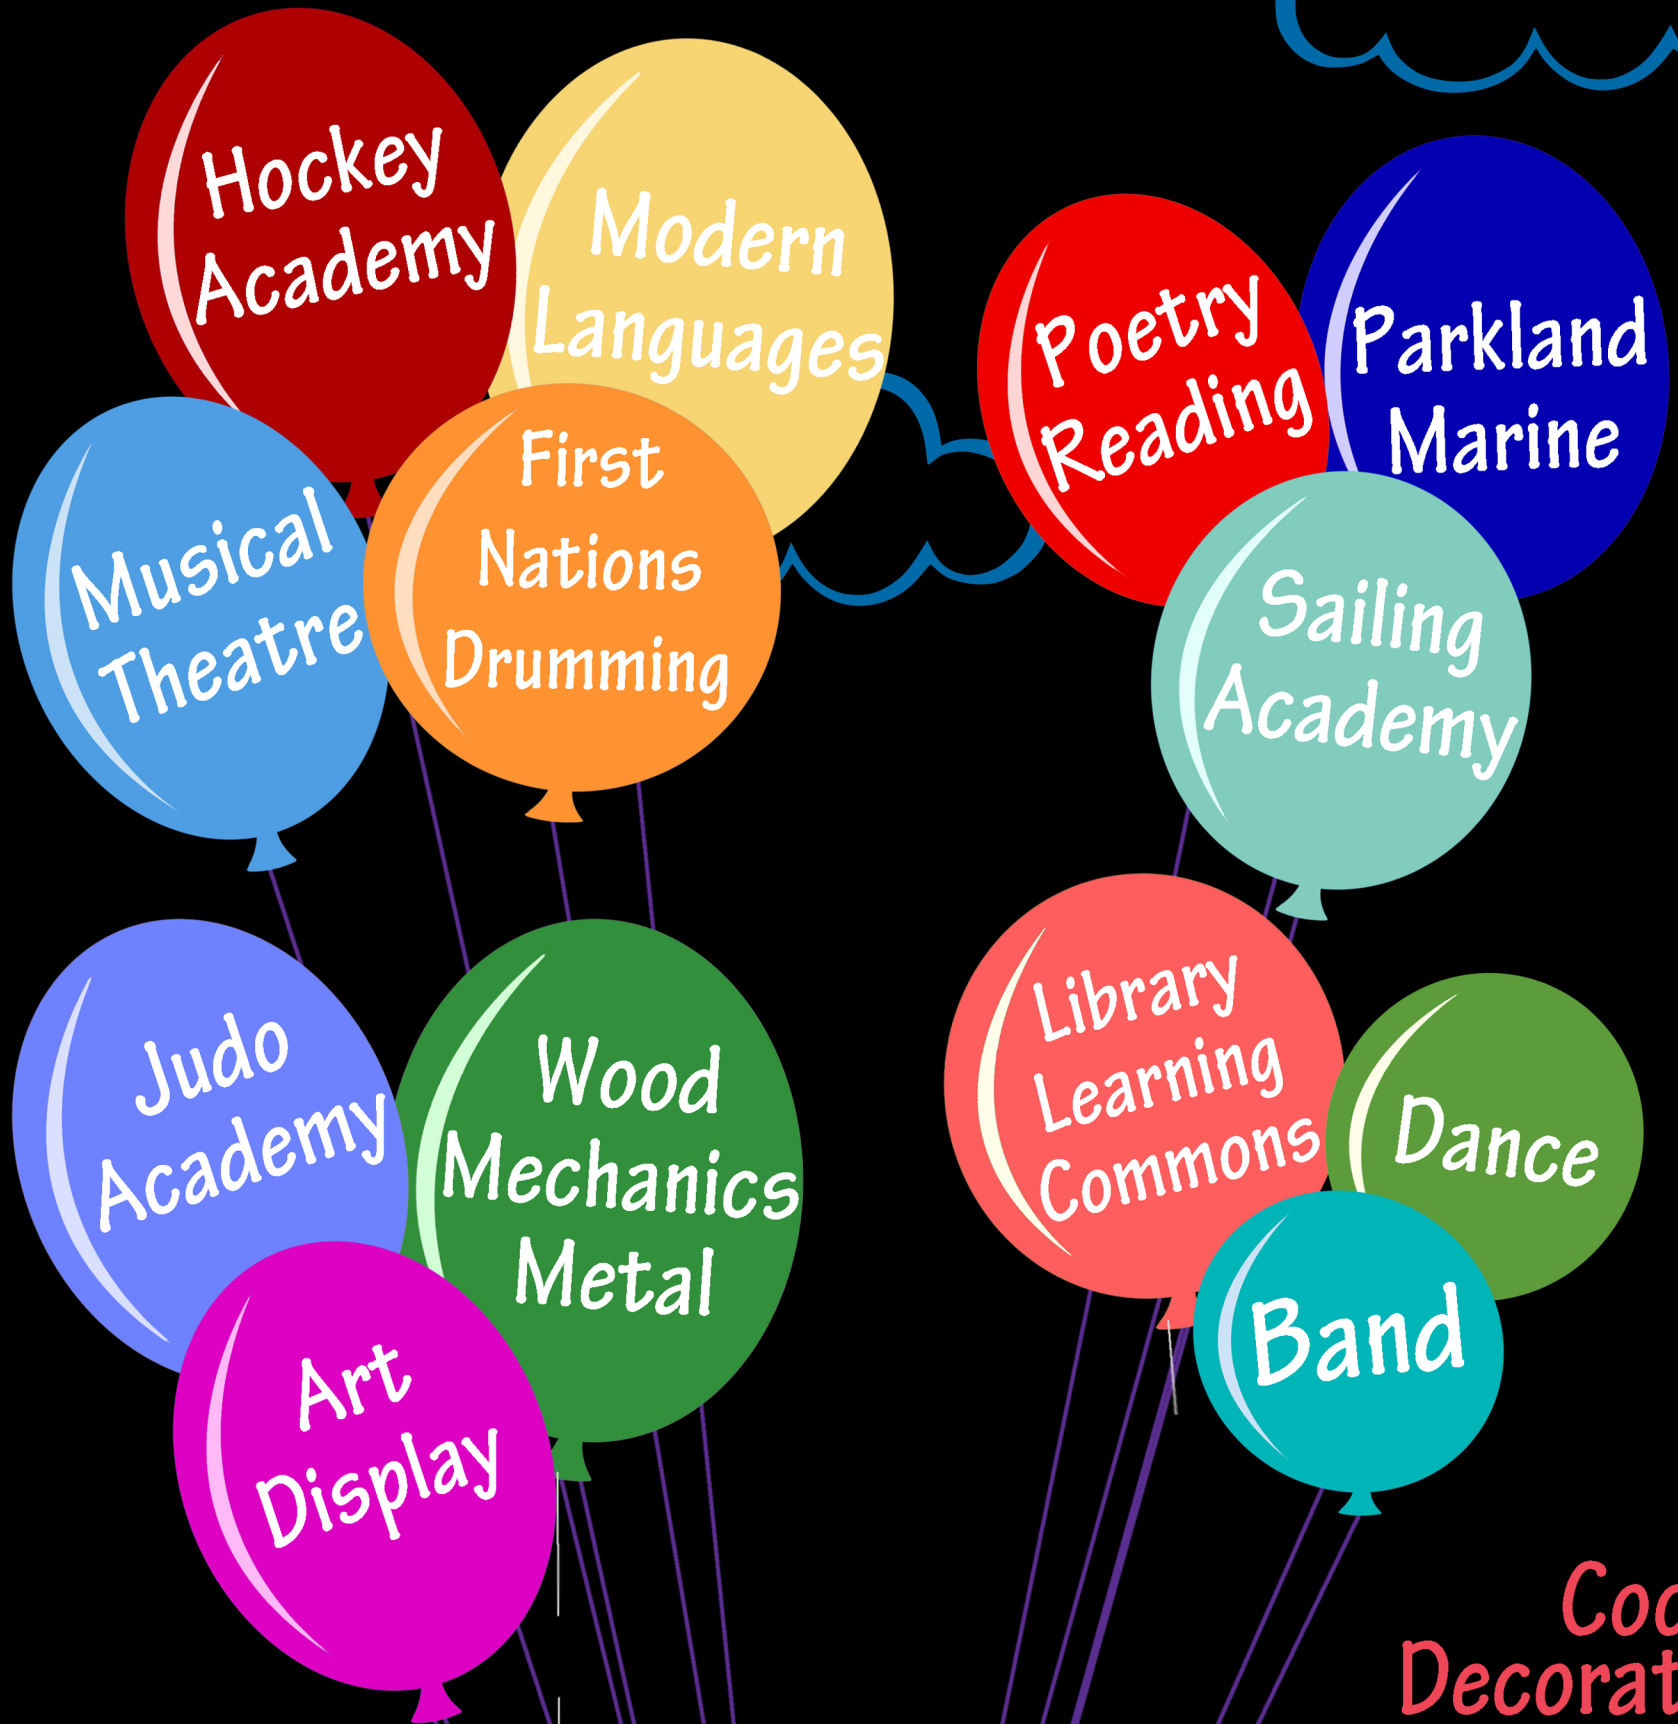 Hockey
Academy
Modern
Languages
Poetry
Reading
Parkland
Marine
Musical
Theatre
First
Nations
Drumming
Sailing
Academy
Judo
Academy
Wood
Mechanics
Metal
Library
Learning
Commons
Dance
Band
Art
Display